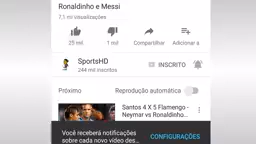 Ronaldinho e Messi
7,1 mi visualizações
25 mil
1 mil
Compartilhar
Adicionar a
SportsHD
244 mil inscritos
INSCRITO
Próximo
Reprodução automática
Santos 4 X 5 Flamengo -
Neymar vs Ronaldinho...
Você receberá notificações
sobre cada novo vídeo des...
CONFIGURAÇÕES